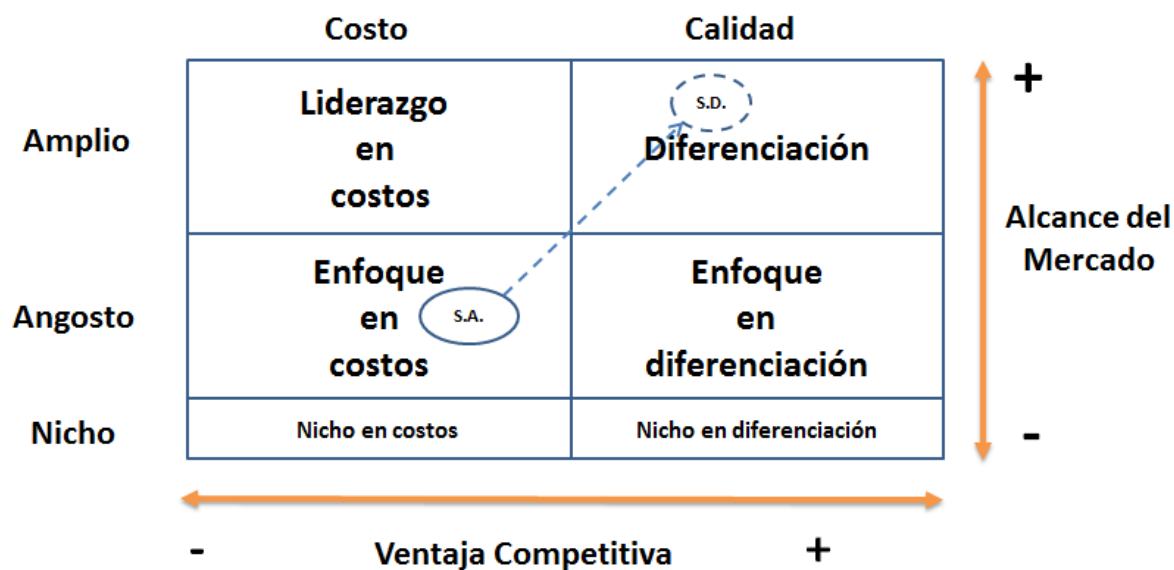 Costo
Calidad
Amplio
Liderazgo
en
costos
S.D.
Diferenciación
+
Alcance del
Mercado
Angosto
Enfoque
en
costos
S.A.
Enfoque
en
diferenciación
Nicho
Nicho en costos
Nicho en diferenciación
-
-
Ventaja Competitiva
+